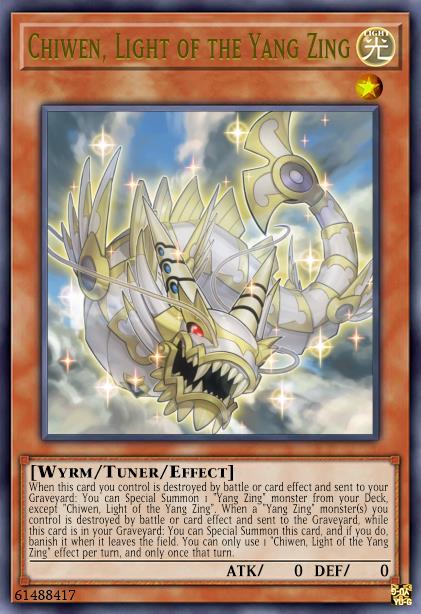 CHIWEN, LIGHT OF THE YANG ZING
LIGHT
光
[WYRM/TUNER/EFFECT]
When this card you control is destroyed by battle or card effect and sent to your
Graveyard: You can Special Summon 1 "Yang Zing" monster from your Deck,
except "Chiwen, Light of the Yang Zing". When a "Yang Zing" monster(s) you
control is destroyed by battle or card effect and sent to the Graveyard, while
this card is in your Graveyard: You can Special Summon this card, and if you do,
banish it when it leaves the field. You can only use 1 "Chiwen, Light of the Yang
Zing" effect per turn, and only once that turn.
ATK/ 0 DEF/ 0
61488417